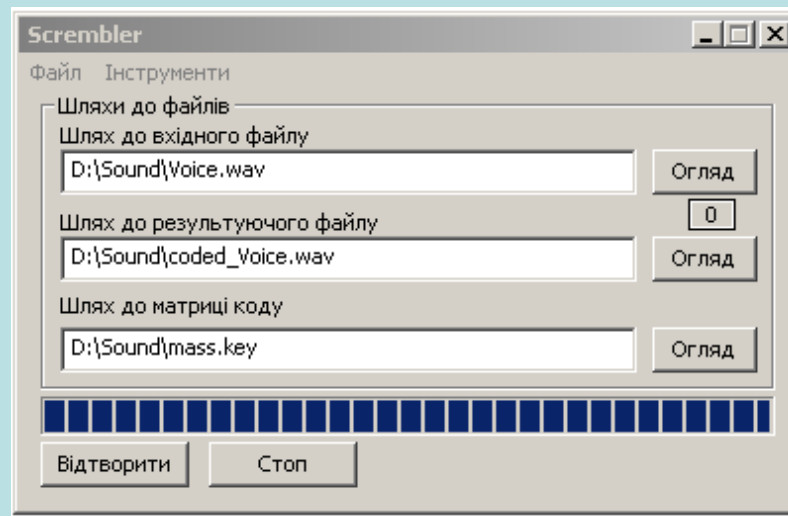 Scrembler
Файл Інструменти
Шляхи до файлів
Шлях до вхідного файлу
D:\Sound\Voice.wav
Огляд
0
Шлях до результуючого файлу
D:\Sound\coded_Voice.wav
Огляд
Шлях до матриці коду
D:\Sound\mass.key
Огляд
Відтворити Стоп